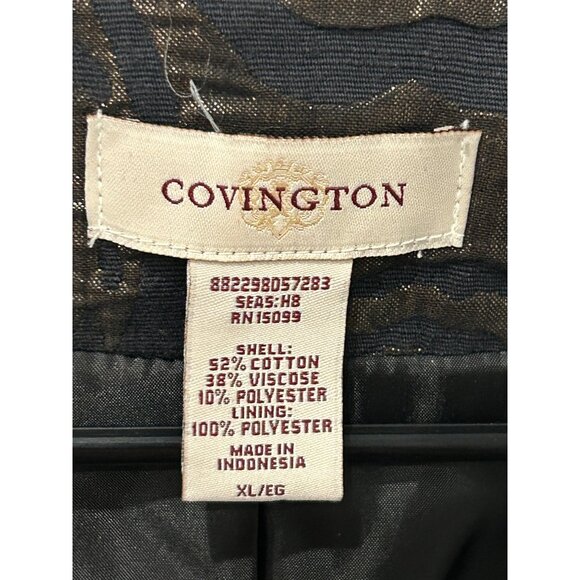 COVINGTON
882298057283
SEAS:H8
RN15099
SHELL:
52% COTTON
38% VISCOSE
10% POLYESTER
LINING:
100% POLYESTER
MADE IN
INDONESIA
XL/EG